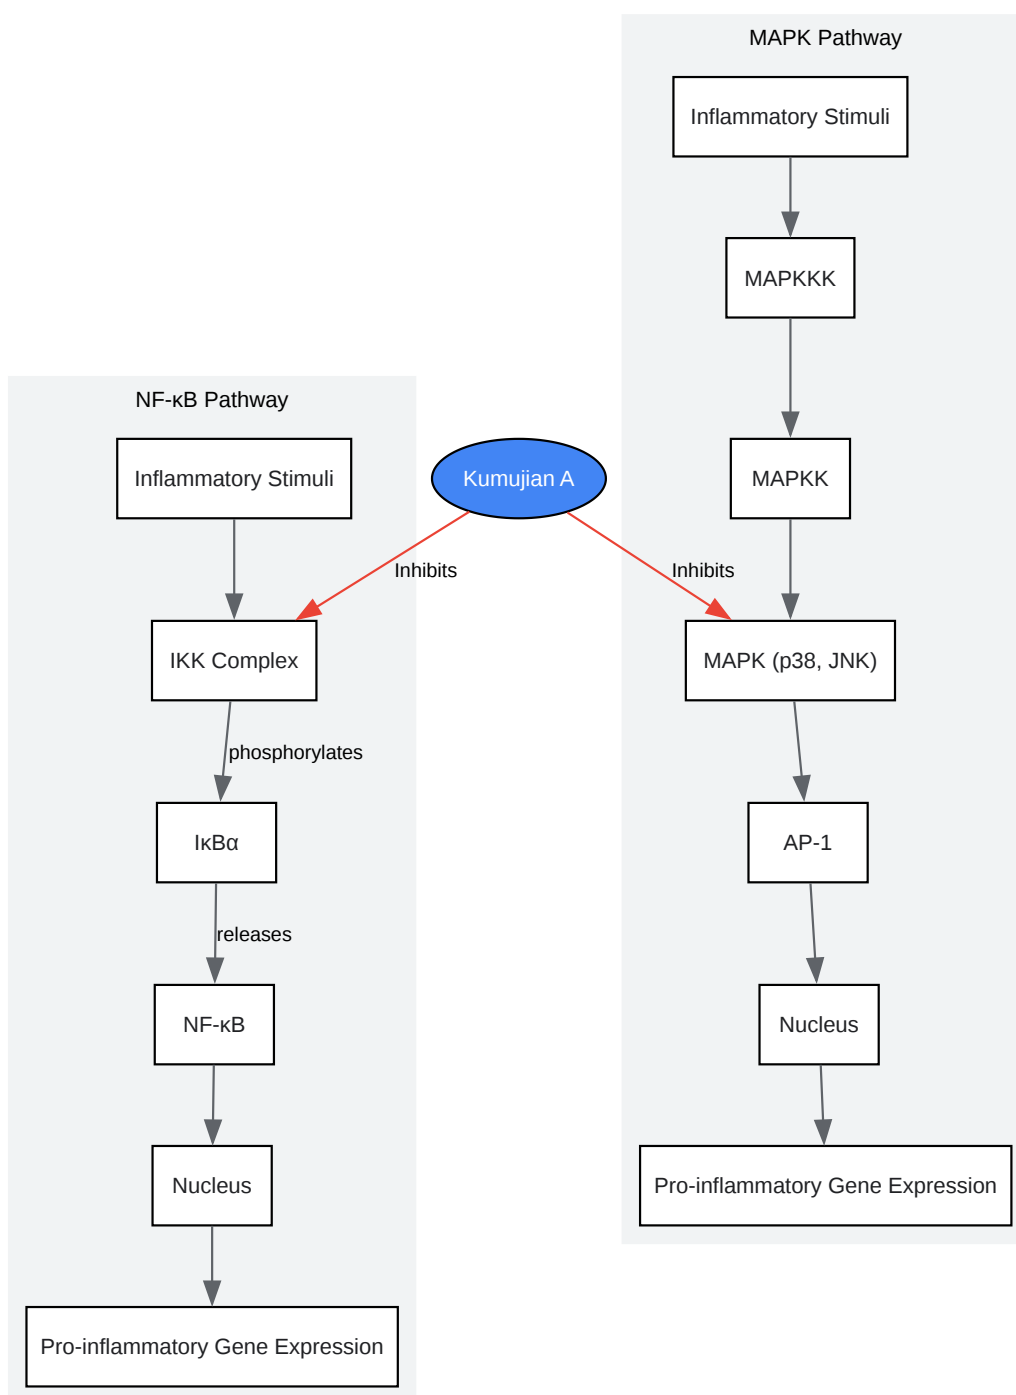 MAPK Pathway
Inflammatory Stimuli
MAPKKK
MAPKK
MAPK (p38, JNK)
AP-1
Nucleus
Pro-inflammatory Gene Expression
Kumujian A
Inhibits
Inhibits
NF-κB Pathway
Inflammatory Stimuli
IKK Complex
phosphorylates
IκBα
releases
NF-κB
Nucleus
Pro-inflammatory Gene Expression